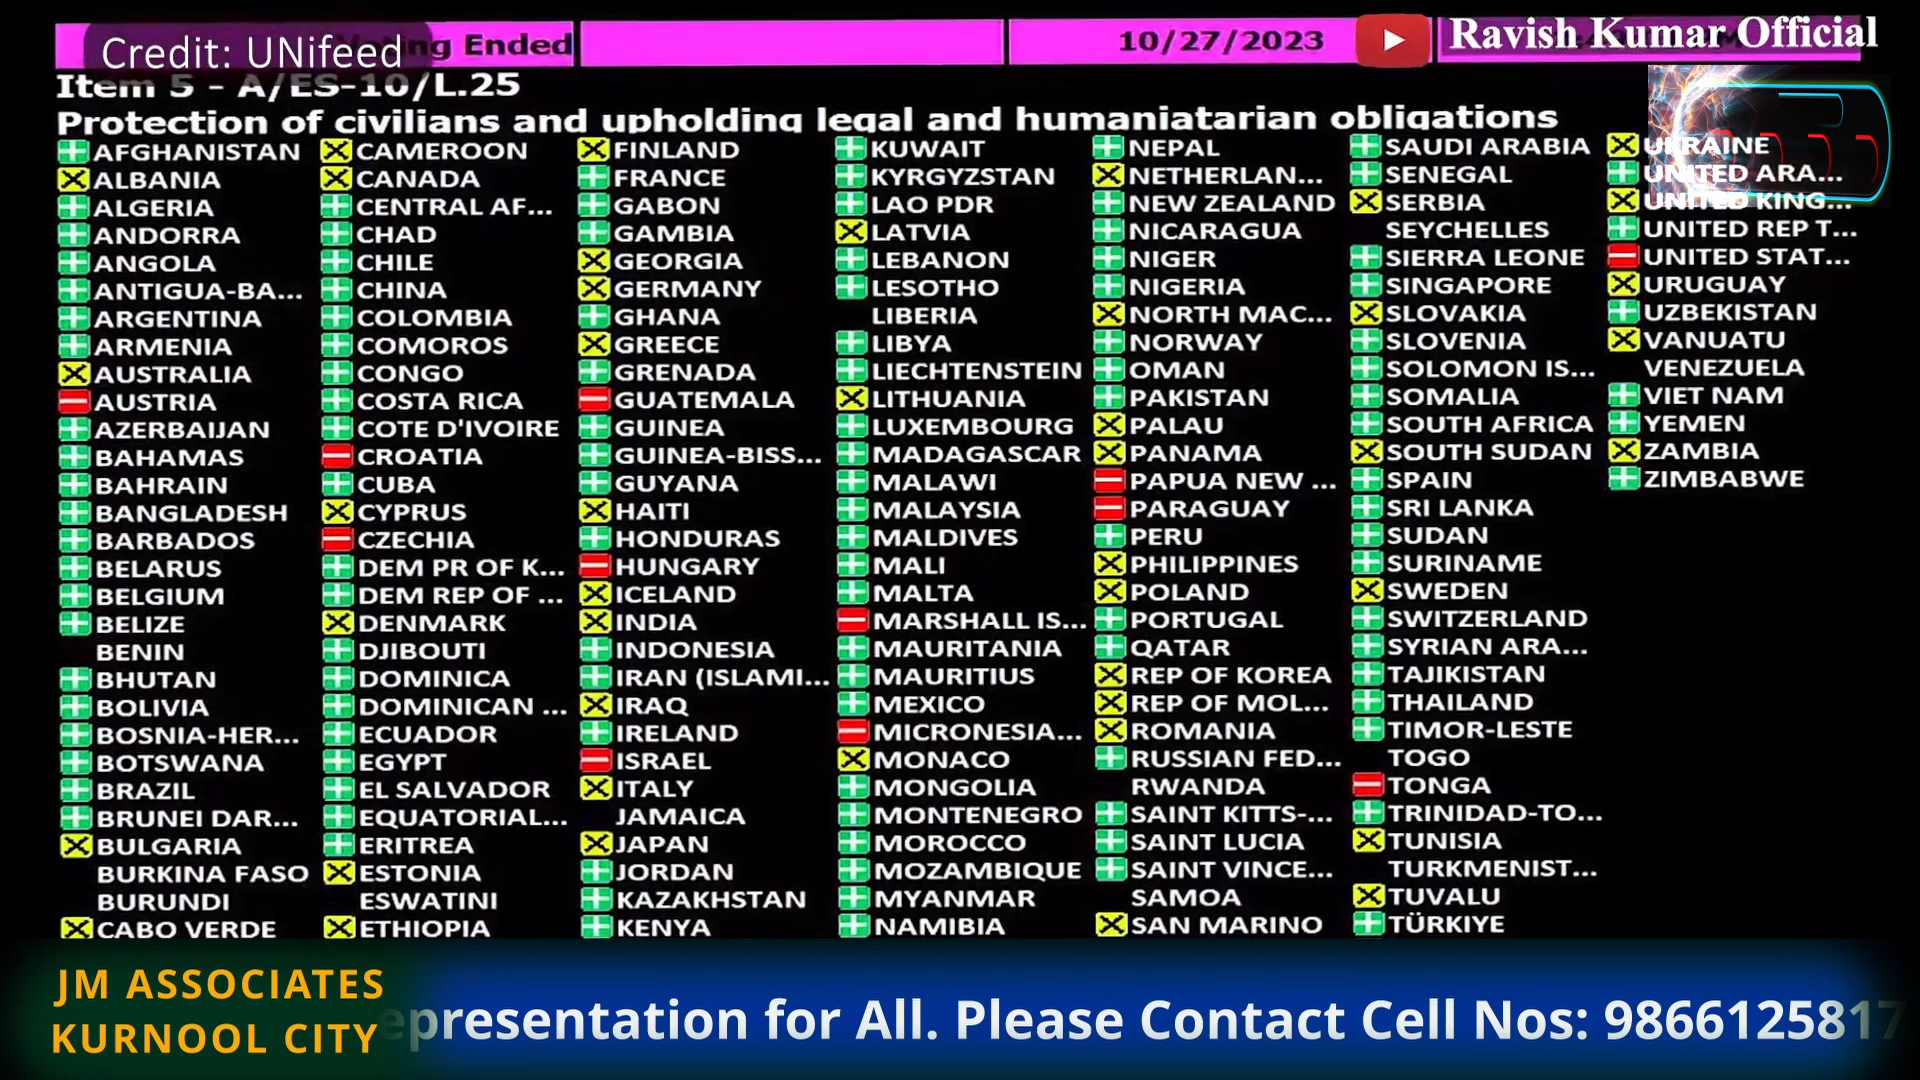 Credit: UNifeed
ng Ended
10/27/2023
Ravish Kumar Official
Item 5 - A/ES-10/L.25
Protection of civilians and upholding legal and humaniatarian obligations
AFGHANISTAN
ALBANIA
ALGERIA
ANDORRA
ANGOLA
ANTIGUA-BA...
ARGENTINA
ARMENIA
AUSTRALIA
AUSTRIA
AZERBAIJAN
BAHAMAS
BAHRAIN
BANGLADESH
BARBADOS
BELARUS
BELGIUM
BELIZE
BENIN
BHUTAN
BOLIVIA
BOSNIA-HER...
BOTSWANA
BRAZIL
BRUNEI DAR...
BULGARIA
BURKINA FASO
BURUNDI
CABO VERDE
CAMEROON
CANADA
CENTRAL AF...
CHAD
CHILE
CHINA
COLOMBIA
COMOROS
CONGO
COSTA RICA
COTE D'IVOIRE
CROATIA
CUBA
CYPRUS
CZECHIA
DEM PR OF K...
DEM REP OF ...
DENMARK
DJIBOUTI
DOMINICA
DOMINICAN ...
ECUADOR
EGYPT
EL SALVADOR
EQUATORIAL...
ERITREA
ESTONIA
ESWATINI
ETHIOPIA
FINLAND
FRANCE
GABON
GAMBIA
GEORGIA
GERMANY
GHANA
GREECE
GRENADA
GUATEMALA
GUINEA
GUINEA-BISS...
GUYANA
HAITI
HONDURAS
HUNGARY
ICELAND
INDIA
INDONESIA
IRAN (ISLAMI...
IRAQ
IRELAND
ISRAEL
ITALY
JAMAICA
JAPAN
JORDAN
KAZAKHSTAN
KENYA
KUWAIT
KYRGYZSTAN
LAO PDR
LATVIA
LEBANON
LESOTHO
LIBERIA
LIBYA
LIECHTENSTEIN
LITHUANIA
LUXEMBOURG
MADAGASCAR
MALAWI
MALAYSIA
MALDIVES
MALI
MALTA
MARSHALL IS...
MAURITANIA
MAURITIUS
MEXICO
MICRONESIA...
MONACO
MONGOLIA
MONTENEGRO
MOROCCO
MOZAMBIQUE
MYANMAR
NAMIBIA
NEPAL
NETHERLAN...
NEW ZEALAND
NICARAGUA
NIGER
NIGERIA
NORTH MAC...
NORWAY
OMAN
PAKISTAN
PALAU
PANAMA
PAPUA NEW ...
PARAGUAY
PERU
PHILIPPINES
POLAND
PORTUGAL
QATAR
REP OF KOREA
REP OF MOL...
ROMANIA
RUSSIAN FED...
RWANDA
SAINT KITTS-...
SAINT LUCIA
SAINT VINCE...
SAMOA
SAN MARINO
SAUDI ARABIA
SENEGAL
SERBIA
SEYCHELLES
SIERRA LEONE
SINGAPORE
SLOVAKIA
SLOVENIA
SOLOMON IS...
SOMALIA
SOUTH AFRICA
SOUTH SUDAN
SPAIN
SRI LANKA
SUDAN
SURINAME
SWEDEN
SWITZERLAND
SYRIAN ARA...
TAJIKISTAN
THAILAND
TIMOR-LESTE
TOGO
TONGA
TRINIDAD-TO...
TUNISIA
TURKMENIST...
TUVALU
TÜRKIYE
UKRAINE
UNITED ARA...
UNITED KING...
UNITED REP T...
UNITED STAT...
URUGUAY
UZBEKISTAN
VANUATU
VENEZUELA
VIET NAM
YEMEN
ZAMBIA
ZIMBABWE
JM ASSOCIATES
KURNOOL CITY
epresentation for All. Please Contact Cell Nos: 9866125817